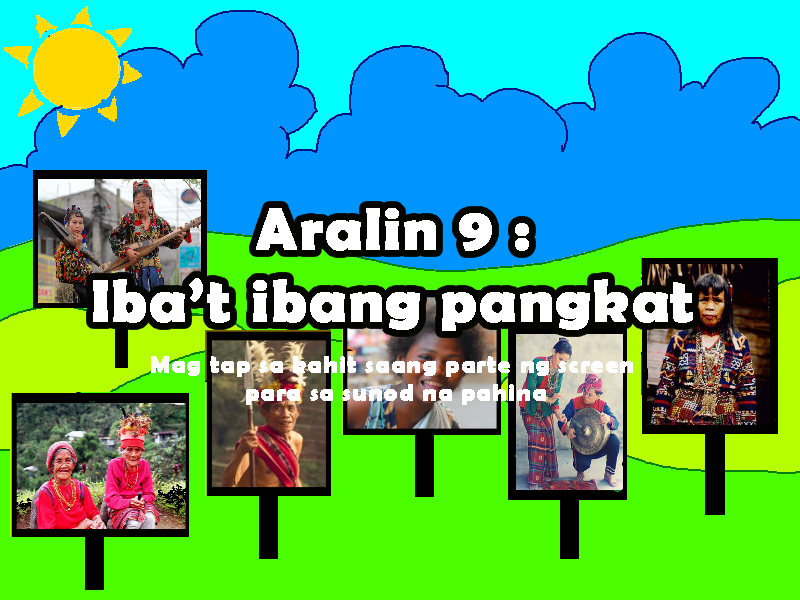 Aralin 9 :
Iba't ibang pangkat
Mag tap sa kahit saang parte ng screen
para sa sunod na pahina